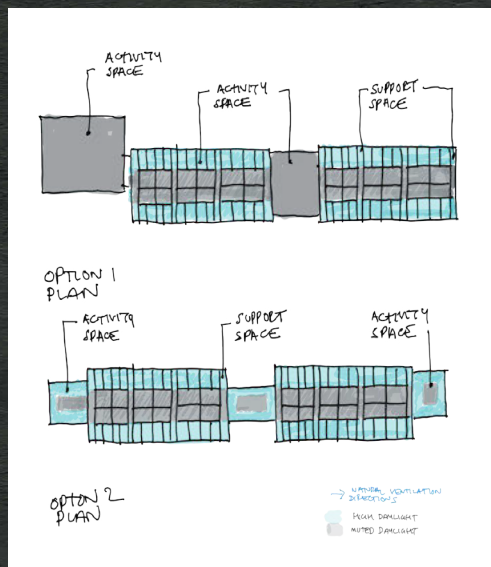 ACTIVITY
SPACE
ACTIVITY
SPACE
SUPPORT
SPACE
OPTION 1
PLAN
ACTIVITY
SPACE
SUPPORT
SPACE
ACTIVITY
SPACE
OPTION 2
PLAN
NATURAL VENTILATION
DIRECTIONS
HIGH DAYLIGHT
MUTED DAYLIGHT